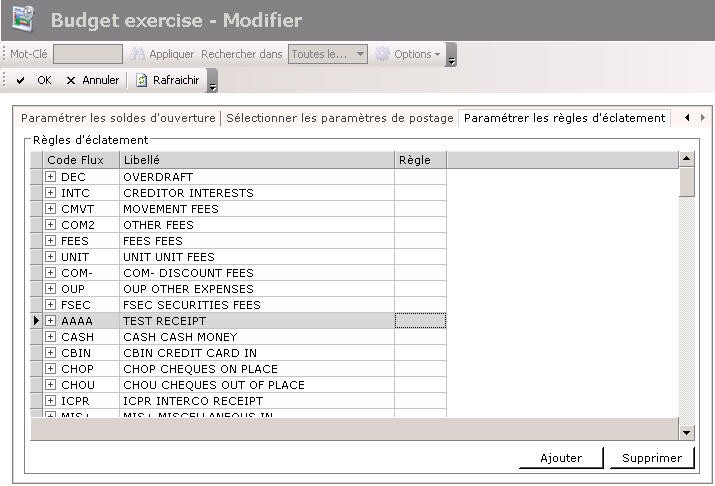 Budget exercise - Modifier
Mot-Clé Appliquer Rechercher dans Toutes le... Options
OK Annuler Rafraichir
Paramétrer les soldes d'ouverture Sélectionner les paramètres de postage Paramétrer les règles d'éclatement
Règles d'éclatement
Code Flux Libellé Règle
DEC OVERDRAFT
INTC CREDITOR INTERESTS
CMVT MOVEMENT FEES
COM2 OTHER FEES
FEES FEES FEES
UNIT UNIT UNIT FEES
COM- COM- DISCOUNT FEES
OUP OUP OTHER EXPENSES
FSEC FSEC SECURITIES FEES
AAAA TEST RECEIPT
CASH CASH CASH MONEY
CBIN CBIN CREDIT CARD IN
CHOP CHOP CHEQUES ON PLACE
CHOU CHOU CHEQUES OUT OF PLACE
ICPR ICPR INTERCO RECEIPT
MIS+ MIS+ MISCELLANEOUS IN
Ajouter Supprimer